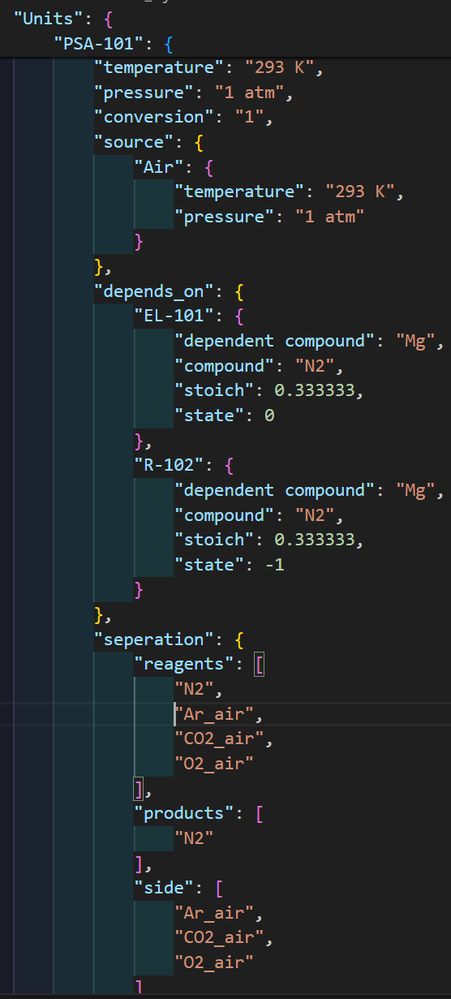 "Units": {
"PSA-101": {
"temperature": "293 K",
"pressure": "1 atm",
"conversion": "1",
"source": {
"Air": {
"temperature": "293 K",
"pressure": "1 atm"
}
},
"depends_on": {
"EL-101": {
"dependent compound": "Mg",
"compound": "N2",
"stoich": 0.333333,
"state": 0
},
"R-102": {
"dependent compound": "Mg",
"compound": "N2",
"stoich": 0.333333,
"state": -1
}
},
"seperation": {
"reagents": [
"N2",
"Ar_air",
"CO2_air",
"O2_air"
],
"products": [
"N2"
],
"side": [
"Ar_air",
"CO2_air",
"O2_air"
]